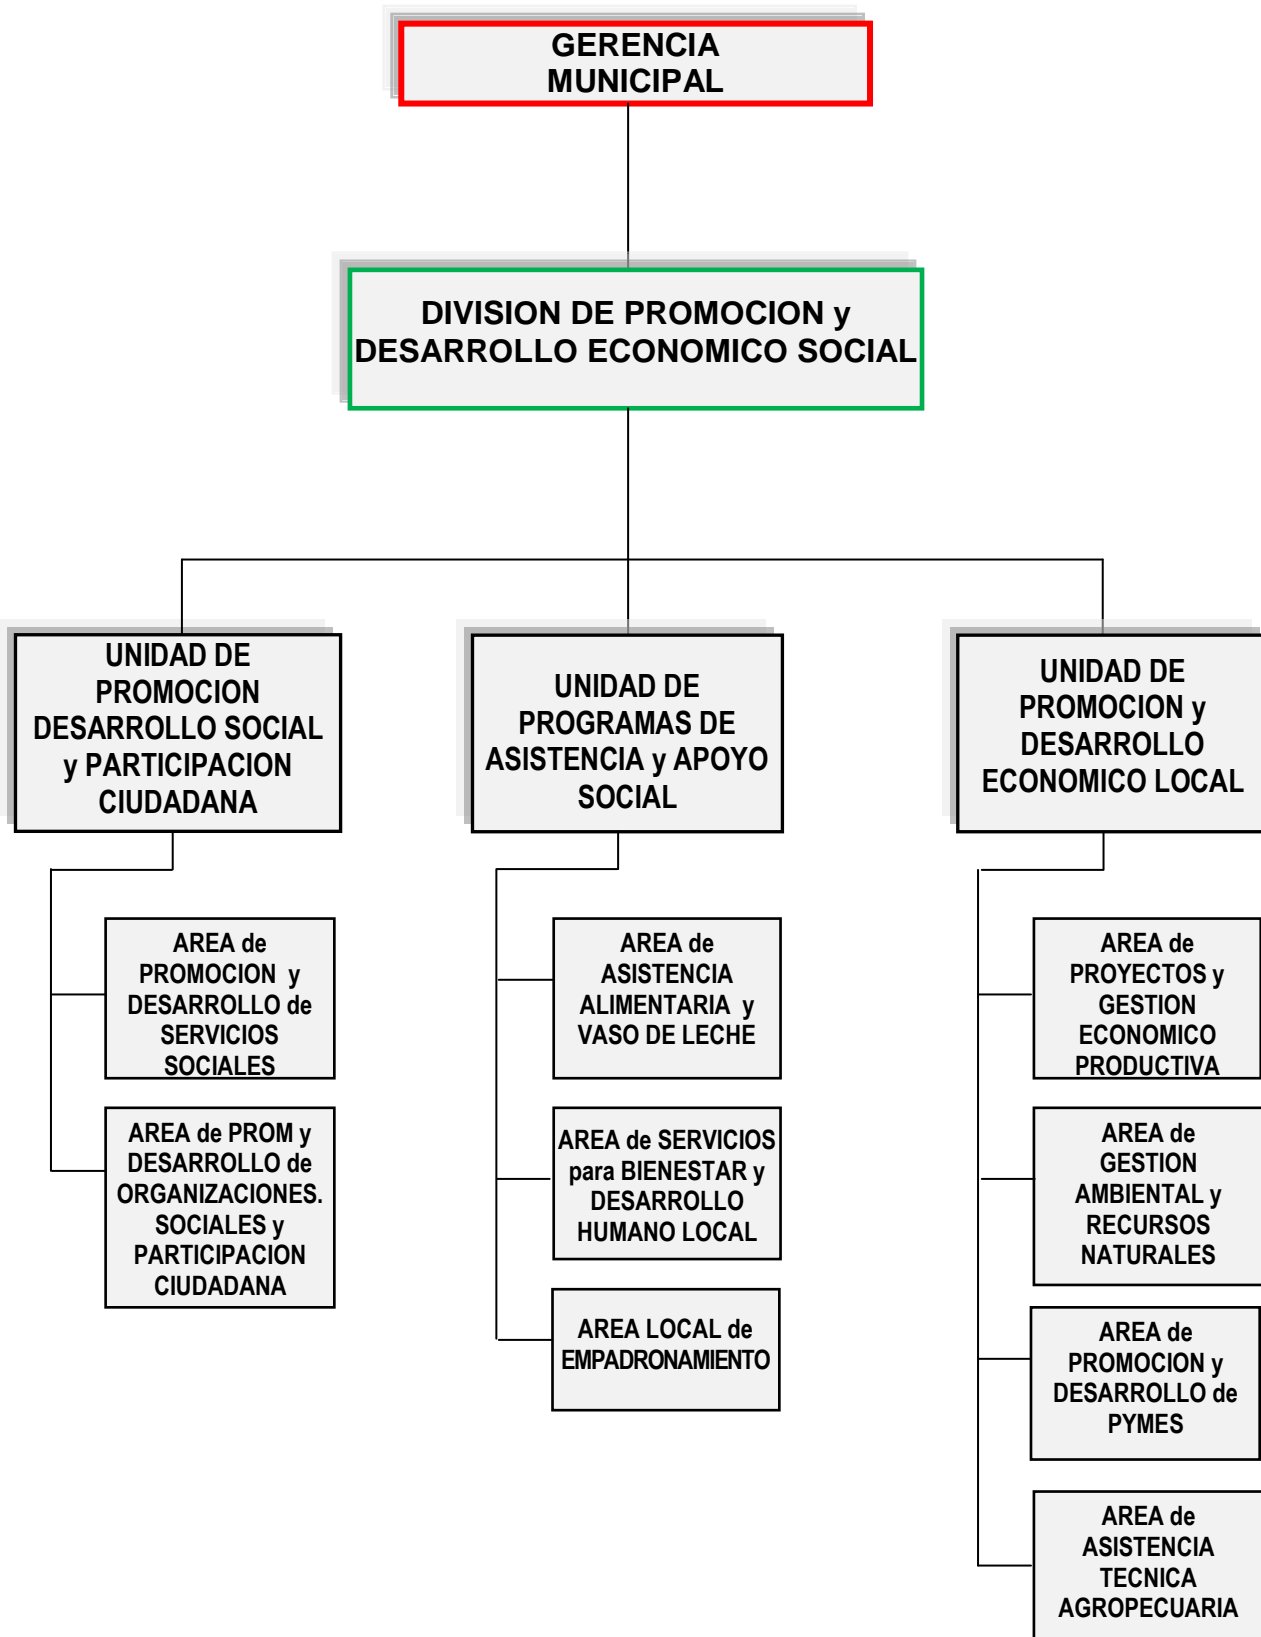 GERENCIA
MUNICIPAL
DIVISION DE PROMOCION y
DESARROLLO ECONOMICO SOCIAL
UNIDAD DE
PROMOCION
DESARROLLO SOCIAL
y PARTICIPACION
CIUDADANA
AREA de
PROMOCION y
DESARROLLO de
SERVICIOS
SOCIALES
AREA de PROM y
DESARROLLO de
ORGANIZACIONES.
SOCIALES y
PARTICIPACION
CIUDADANA
UNIDAD DE
PROGRAMAS DE
ASISTENCIA y APOYO
SOCIAL
AREA de
ASISTENCIA
ALIMENTARIA y
VASO DE LECHE
AREA de SERVICIOS
para BIENESTAR y
DESARROLLO
HUMANO LOCAL
AREA LOCAL de
EMPADRONAMIENTO
UNIDAD DE
PROMOCION y
DESARROLLO
ECONOMICO LOCAL
AREA de
PROYECTOS y
GESTION
ECONOMICO
PRODUCTIVA
AREA de
GESTION
AMBIENTAL y
RECURSOS
NATURALES
AREA de
PROMOCION y
DESARROLLO de
PYMES
AREA de
ASISTENCIA
TECNICA
AGROPECUARIA